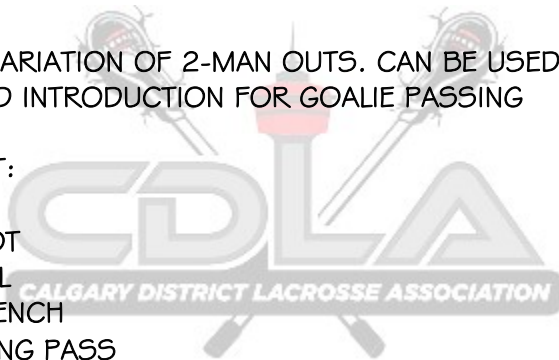 ARIATION OF 2-MAN OUTS. CAN BE USED
INTRODUCTION FOR GOALIE PASSING
T:
OT
L
CDLA
CALGARY DISTRICT LACROSSE ASSOCIATION
ENCH
NG PASS